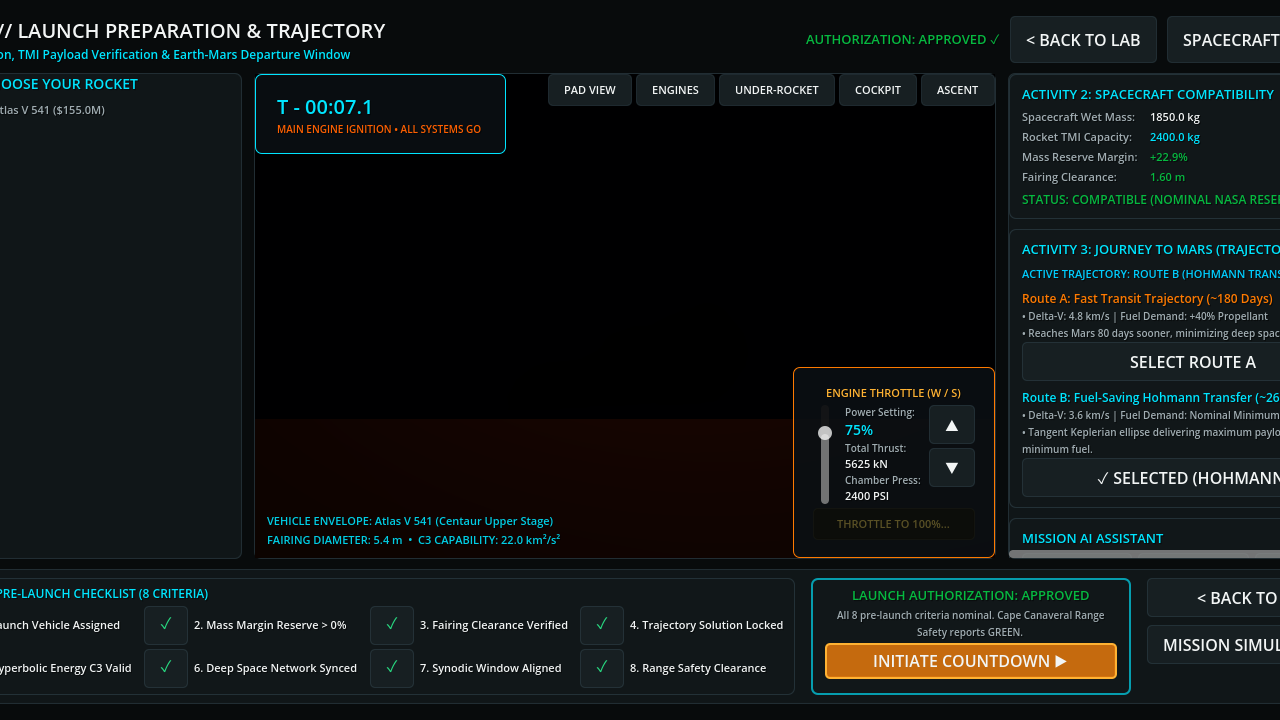 // LAUNCH PREPARATION & TRAJECTORY
on, TMI Payload Verification & Earth-Mars Departure Window
AUTHORIZATION: APPROVED ✓
< BACK TO LAB
SPACECRAFT
OOSE YOUR ROCKET
tlas V 541 ($155.0M)
T - 00:07.1
MAIN ENGINE IGNITION • ALL SYSTEMS GO
PAD VIEW
ENGINES
UNDER-ROCKET
COCKPIT
ASCENT
ENGINE THROTTLE (W / S)
Power Setting:
75%
Total Thrust:
5625 kN
Chamber Press:
2400 PSI
▲
▼
THROTTLE TO 100%...
VEHICLE ENVELOPE: Atlas V 541 (Centaur Upper Stage)
FAIRING DIAMETER: 5.4 m • C3 CAPABILITY: 22.0 km²/s²
ACTIVITY 2: SPACECRAFT COMPATIBILITY
Spacecraft Wet Mass: 1850.0 kg
Rocket TMI Capacity: 2400.0 kg
Mass Reserve Margin: +22.9%
Fairing Clearance: 1.60 m
STATUS: COMPATIBLE (NOMINAL NASA RESE
ACTIVITY 3: JOURNEY TO MARS (TRAJECTO
ACTIVE TRAJECTORY: ROUTE B (HOHMANN TRANS
Route A: Fast Transit Trajectory (~180 Days)
• Delta-V: 4.8 km/s | Fuel Demand: +40% Propellant
• Reaches Mars 80 days sooner, minimizing deep spac
SELECT ROUTE A
Route B: Fuel-Saving Hohmann Transfer (~26
• Delta-V: 3.6 km/s | Fuel Demand: Nominal Minimum
• Tangent Keplerian ellipse delivering maximum paylo
minimum fuel.
✓ SELECTED (HOHMANN
MISSION AI ASSISTANT
PRE-LAUNCH CHECKLIST (8 CRITERIA)
aunch Vehicle Assigned
✓ 2. Mass Margin Reserve > 0%
✓ 3. Fairing Clearance Verified
✓ 4. Trajectory Solution Locked
yperbolic Energy C3 Valid
✓ 6. Deep Space Network Synced
✓ 7. Synodic Window Aligned
✓ 8. Range Safety Clearance
LAUNCH AUTHORIZATION: APPROVED
All 8 pre-launch criteria nominal. Cape Canaveral Range
Safety reports GREEN.
INITIATE COUNTDOWN ▶
< BACK TO
MISSION SIMUL